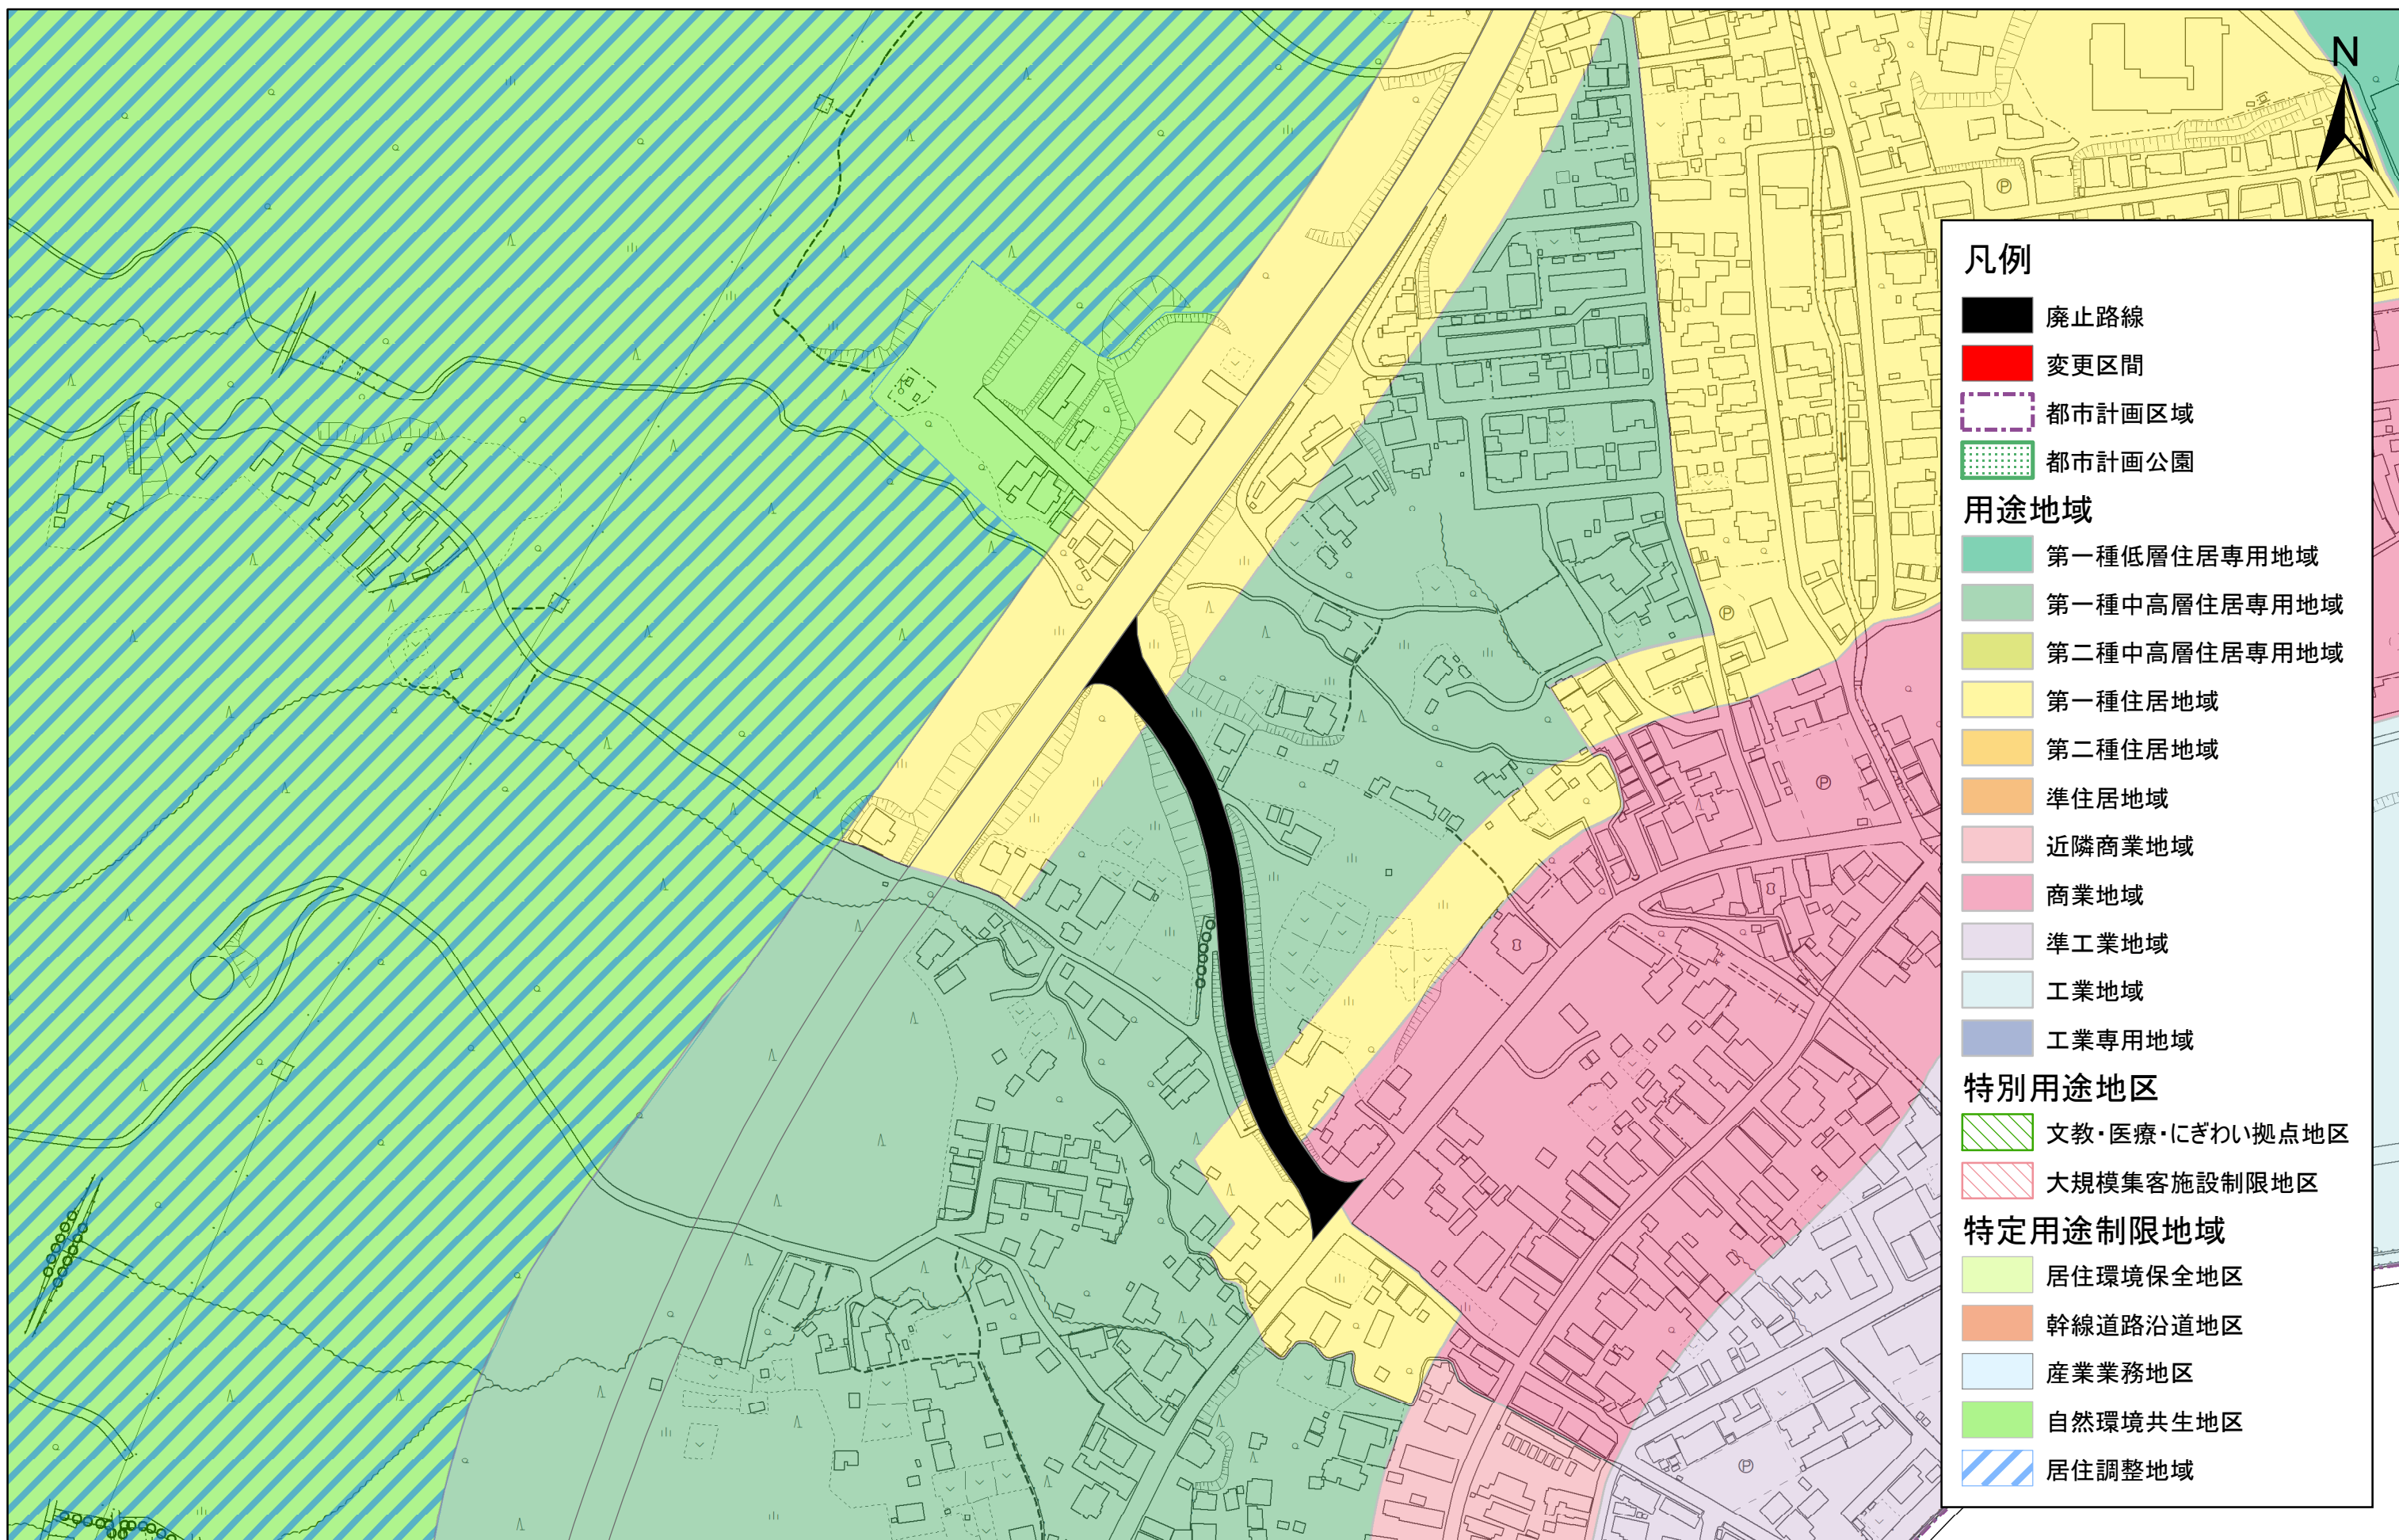 N
凡例
廃止路線
変更区間
都市計画区域
都市計画公園
用途地域
第一種低層住居専用地域
第一種中高層住居専用地域
第二種中高層住居専用地域
第一種住居地域
第二種住居地域
準住居地域
近隣商業地域
商業地域
準工業地域
工業地域
工業専用地域
特別用途地区
文教・医療・にぎわい拠点地区
大規模集客施設制限地区
特定用途制限地域
居住環境保全地区
幹線道路沿道地区
産業業務地区
自然環境共生地区
居住調整地域
P
P
P
P